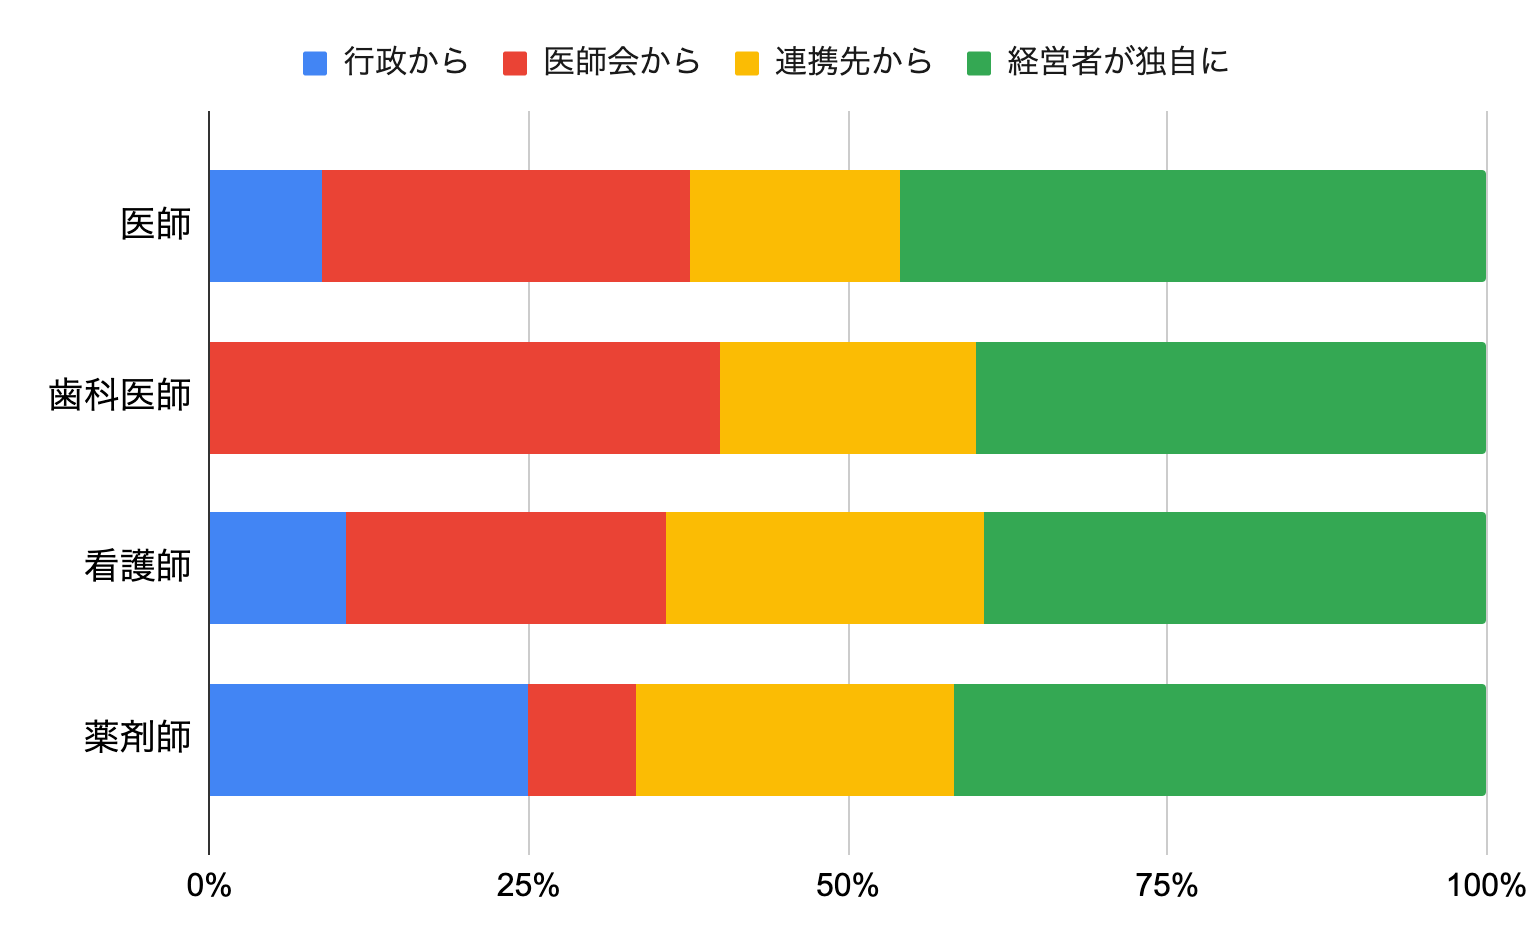 行政から 医師会から 連携先から 経営者が独自に
医師
歯科医師
看護師
薬剤師
0% 25% 50% 75% 100%